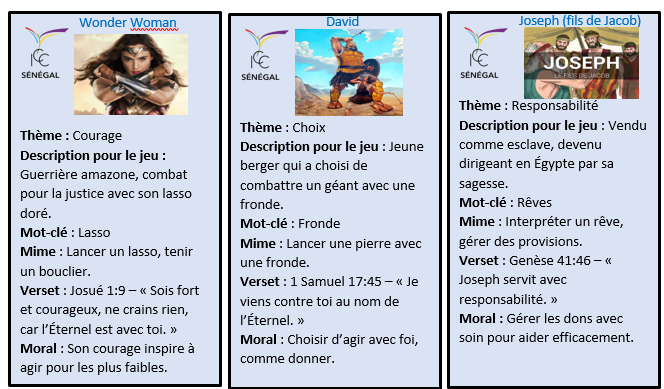 Wonder Woman
ICC
SÉNÉGAL
Thème : Courage
Description pour le jeu :
Guerrière amazone, combat
pour la justice avec son lasso
doré.
Mot-clé : Lasso
Mime : Lancer un lasso, tenir
un bouclier.
Verset : Josué 1:9 – « Sois fort
et courageux, ne crains rien,
car l’Éternel est avec toi. »
Moral : Son courage inspire à
agir pour les plus faibles.
David
ICC
SÉNÉGAL
Thème : Choix
Description pour le jeu : Jeune
berger qui a choisi de
combattre un géant avec une
fronde.
Mot-clé : Fronde
Mime : Lancer une pierre avec
une fronde.
Verset : 1 Samuel 17:45 – « Je
viens contre toi au nom de
l’Éternel. »
Moral : Choisir d’agir avec foi,
comme donner.
Joseph (fils de Jacob)
ICC
SÉNÉGAL
JOSEPH
LE FILS DE JACOB
Thème : Responsabilité
Description pour le jeu : Vendu
comme esclave, devenu
dirigeant en Égypte par sa
sagesse.
Mot-clé : Rêves
Mime : Interpréter un rêve,
gérer des provisions.
Verset : Genèse 41:46 – «
Joseph servit avec
responsabilité. »
Moral : Gérer les dons avec
soin pour aider efficacement.